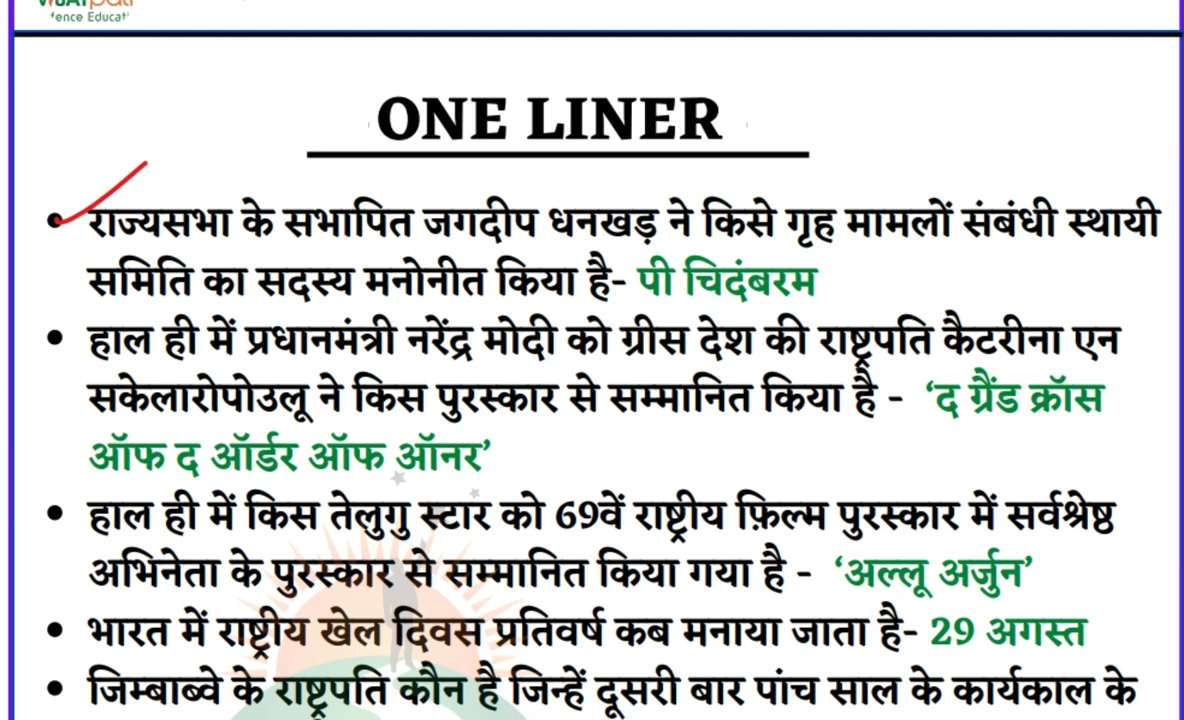 ONE LINER
• राज्यसभा के सभापित जगदीप धनखड़ ने किसे गृह मामलों संबंधी स्थायी
समिति का सदस्य मनोनीत किया है- पी चिदंबरम
• हाल ही में प्रधानमंत्री नरेंद्र मोदी को ग्रीस देश की राष्ट्रपति कैटरीना एन
सकेलारोपोउलू ने किस पुरस्कार से सम्मानित किया है - ‘द ग्रैंड क्रॉस
ऑफ द ऑर्डर ऑफ ऑनर’
• हाल ही में किस तेलुगु स्टार को 69वें राष्ट्रीय फ़िल्म पुरस्कार में सर्वश्रेष्ठ
अभिनेता के पुरस्कार से सम्मानित किया गया है - ‘अल्लू अर्जुन’
• भारत में राष्ट्रीय खेल दिवस प्रतिवर्ष कब मनाया जाता है- 29 अगस्त
• जिम्बाब्वे के राष्ट्रपति कौन है जिन्हें दूसरी बार पांच साल के कार्यकाल के